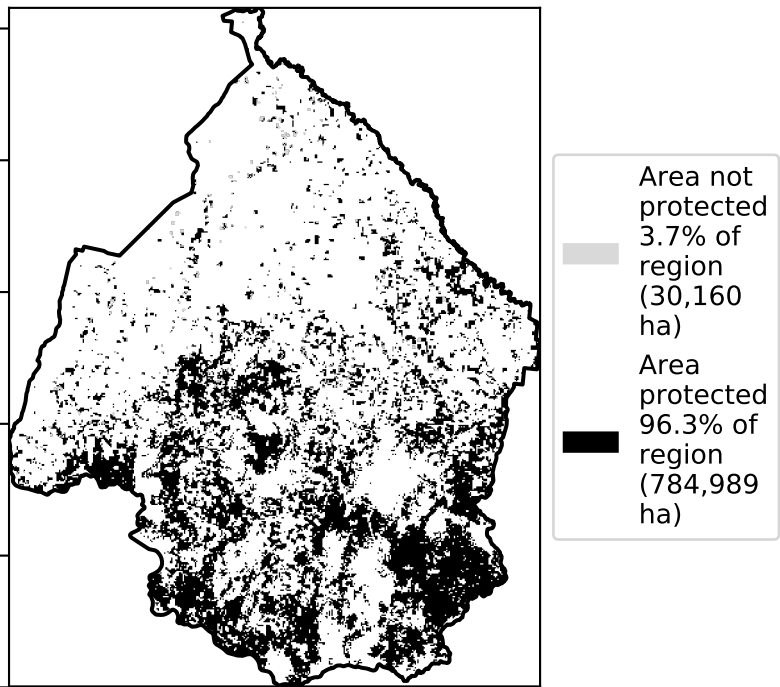 Area not
protected
3.7% of
region
(30,160
ha)
Area
protected
96.3% of
region
(784,989
ha)